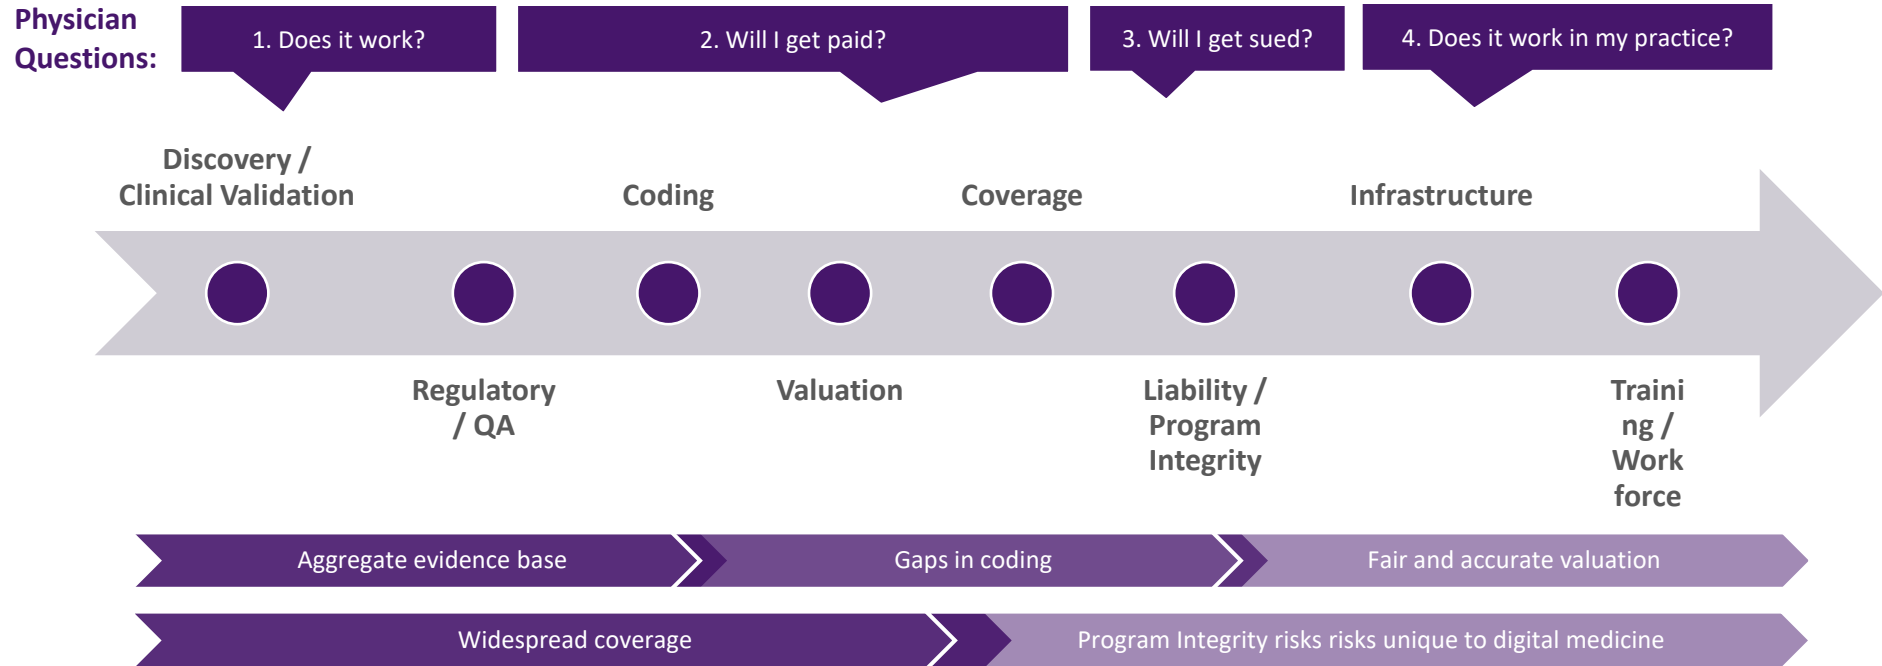 Physician
Questions:
1. Does it work?
2. Will I get paid?
3. Will I get sued?
4. Does it work in my practice?
Discovery /
Clinical Validation
Coding
Coverage
Infrastructure
Regulatory
/ QA
Valuation
Liability /
Program
Integrity
Traini
ng /
Work
force
Aggregate evidence base
Gaps in coding
Fair and accurate valuation
Widespread coverage
Program Integrity risks risks unique to digital medicine